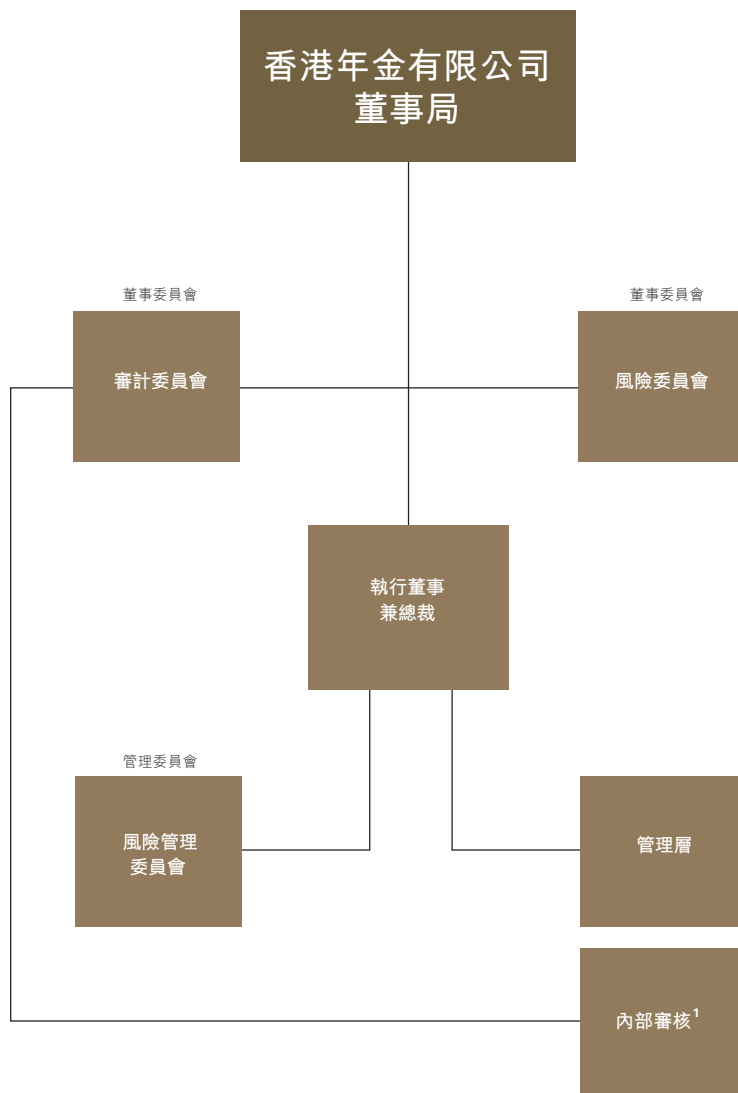 香港年金有限公司
董事局
董事委員會
董事委員會
審計委員會
風險委員會
執行董事
兼總裁
管理委員會
風險管理
委員會
管理層
內部審核¹